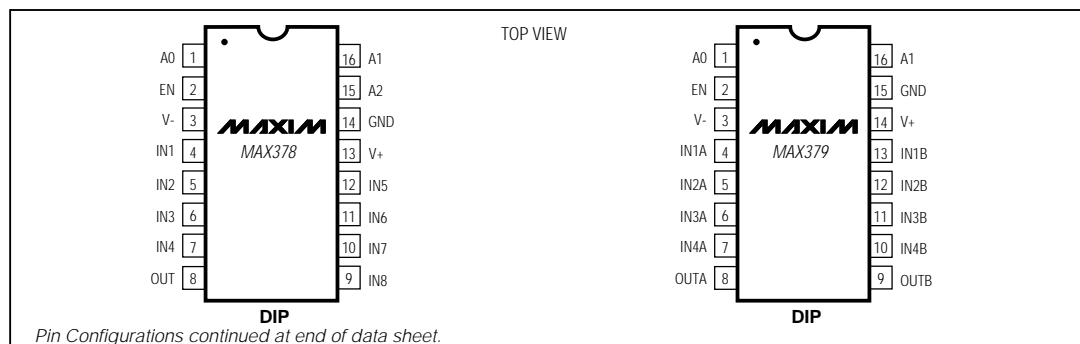 TOP VIEW
A0 1 16 A1
EN 2 15 A2
V- 3 14 GND
MAXIM
IN1 4 MAX378 13 V+
IN2 5 12 IN5
IN3 6 11 IN6
IN4 7 10 IN7
OUT 8 9 IN8
DIP
A0 1 16 A1
EN 2 15 GND
V- 3 14 V+
MAXIM
IN1A 4 MAX379 13 IN1B
IN2A 5 12 IN2B
IN3A 6 11 IN3B
IN4A 7 10 IN4B
OUTA 8 9 OUTB
DIP
Pin Configurations continued at end of data sheet.